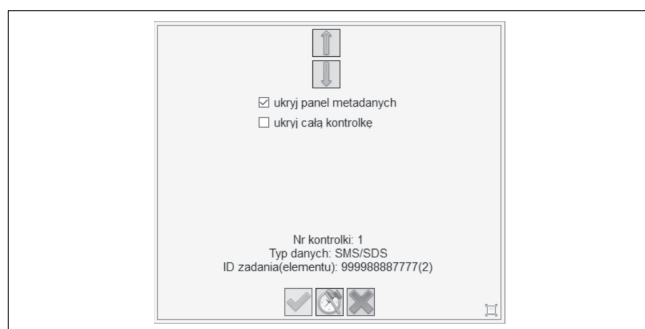 ukryj panel metadanych
ukryj całą kontrolkę
Nr kontrolki: 1
Typ danych: SMS/SDS
ID zadania(elementu): 999988887777(2)